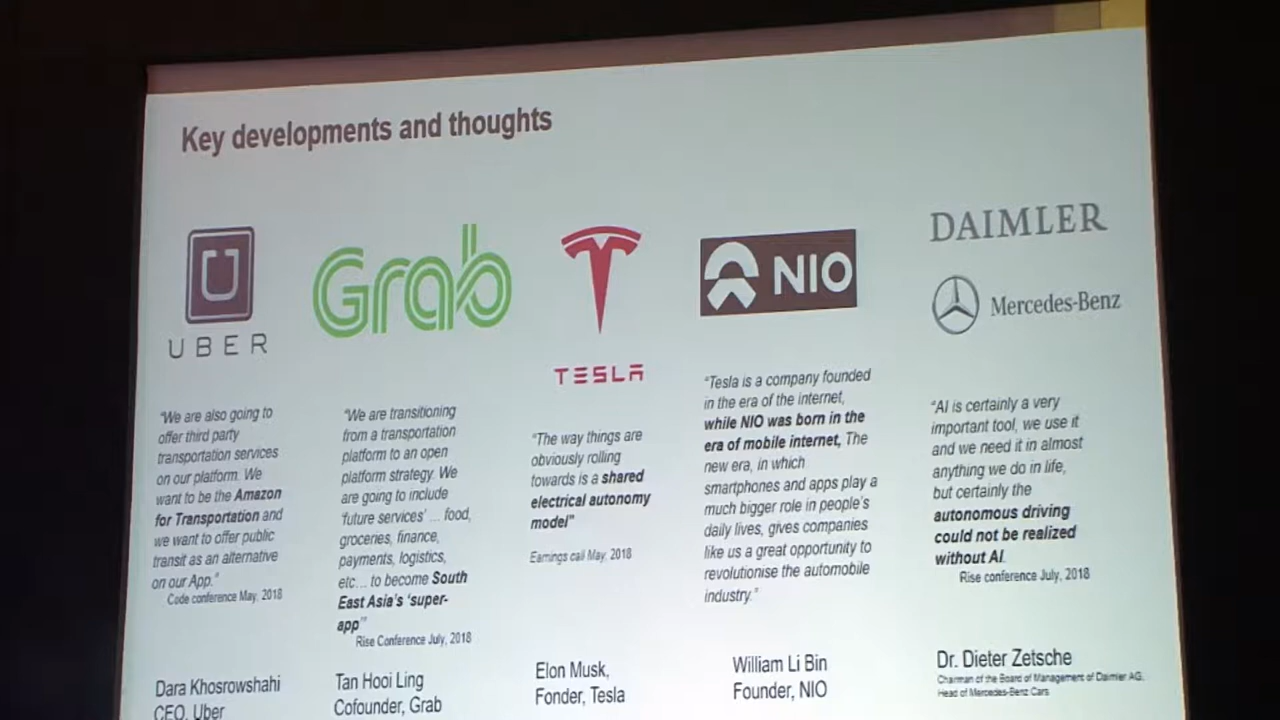 Key developments and thoughts
U
UBER
"We are also going to
offer third party
transportation services
on our platform. We
want to be the Amazon
for Transportation and
we want to offer public
transit as an alternative
on our App."
Code conference May, 2018
Dara Khosrowshahi
CEO, Uber
Grab
"We are transitioning
from a transportation
platform to an open
platform strategy. We
are going to include
'future services' ... food,
groceries, finance,
payments, logistics,
etc... to become South
East Asia's 'super-
app"
Rise Conference July, 2018
Tan Hooi Ling
Cofounder, Grab
TESLA
"The way things are
obviously rolling
towards is a shared
electrical autonomy
model"
Earnings call May, 2018
Elon Musk,
Fonder, Tesla
NIO
"Tesla is a company founded
in the era of the internet,
while NIO was born in the
era of mobile internet, The
new era, in which
smartphones and apps play a
much bigger role in people's
daily lives, gives companies
like us a great opportunity to
revolutionise the automobile
industry."
William Li Bin
Founder, NIO
DAIMLER
Mercedes-Benz
"AI is certainly a very
important tool, we use it
and we need it in almost
anything we do in life,
but certainly the
autonomous driving
could not be realized
without AI.
Rise conference July, 2018
Dr. Dieter Zetsche
Chairman of the Board of Management of Daimler AG,
Head of Mercedes-Benz Cars